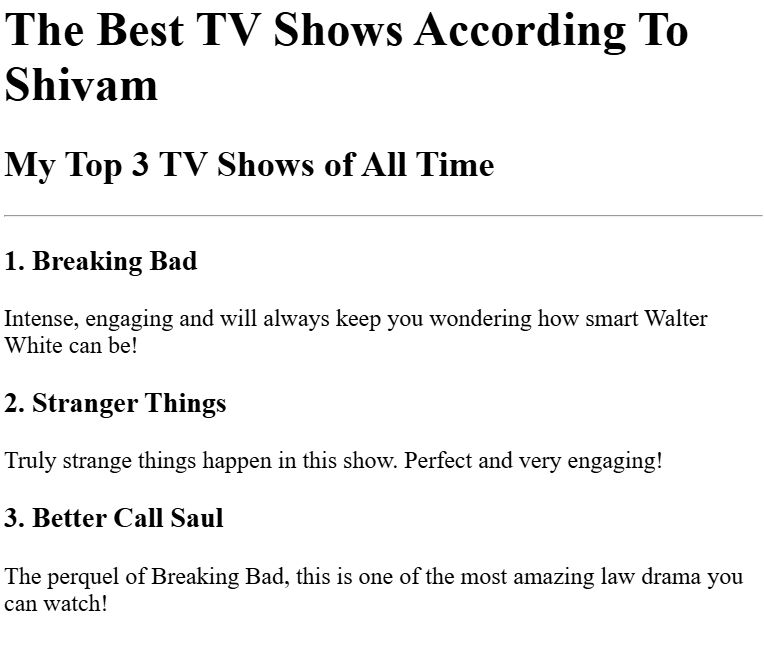 The Best TV Shows According To
Shivam
My Top 3 TV Shows of All Time
1. Breaking Bad
Intense, engaging and will always keep you wondering how smart Walter
White can be!
2. Stranger Things
Truly strange things happen in this show. Perfect and very engaging!
3. Better Call Saul
The perquel of Breaking Bad, this is one of the most amazing law drama you
can watch!